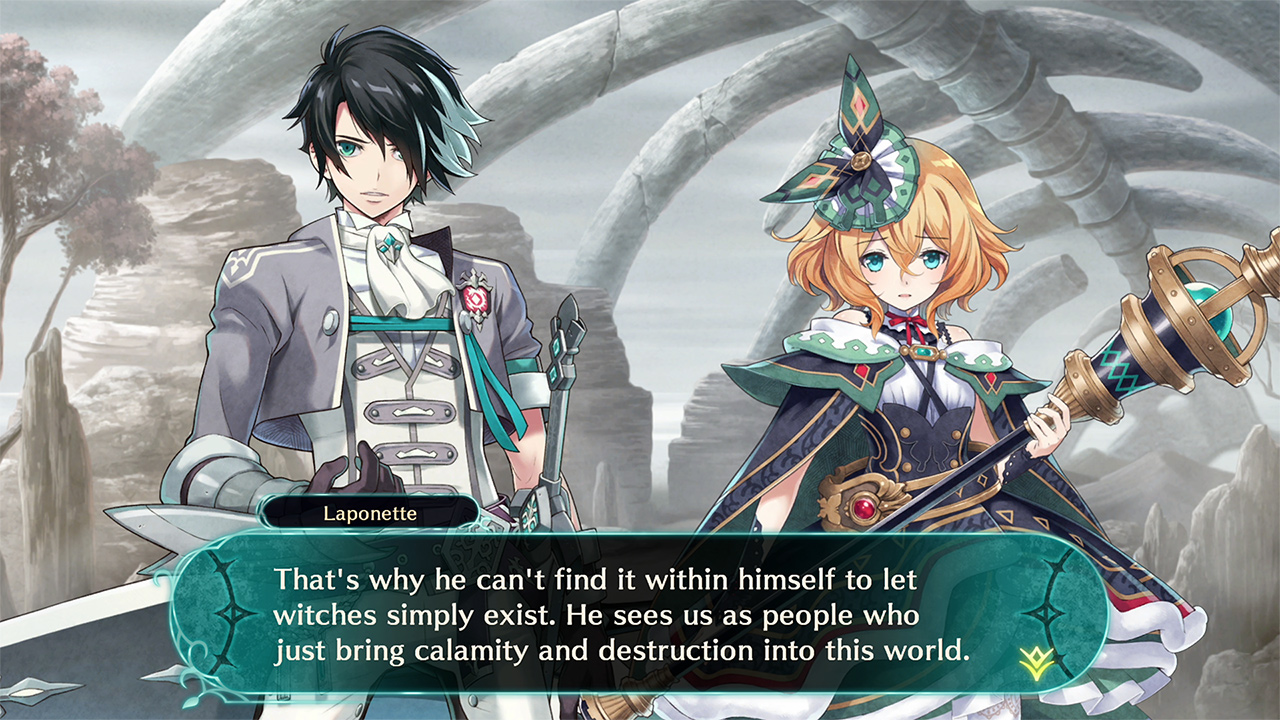 Laponette
That's why he can't find it within himself to let
witches simply exist. He sees us as people who
just bring calamity and destruction into this world.